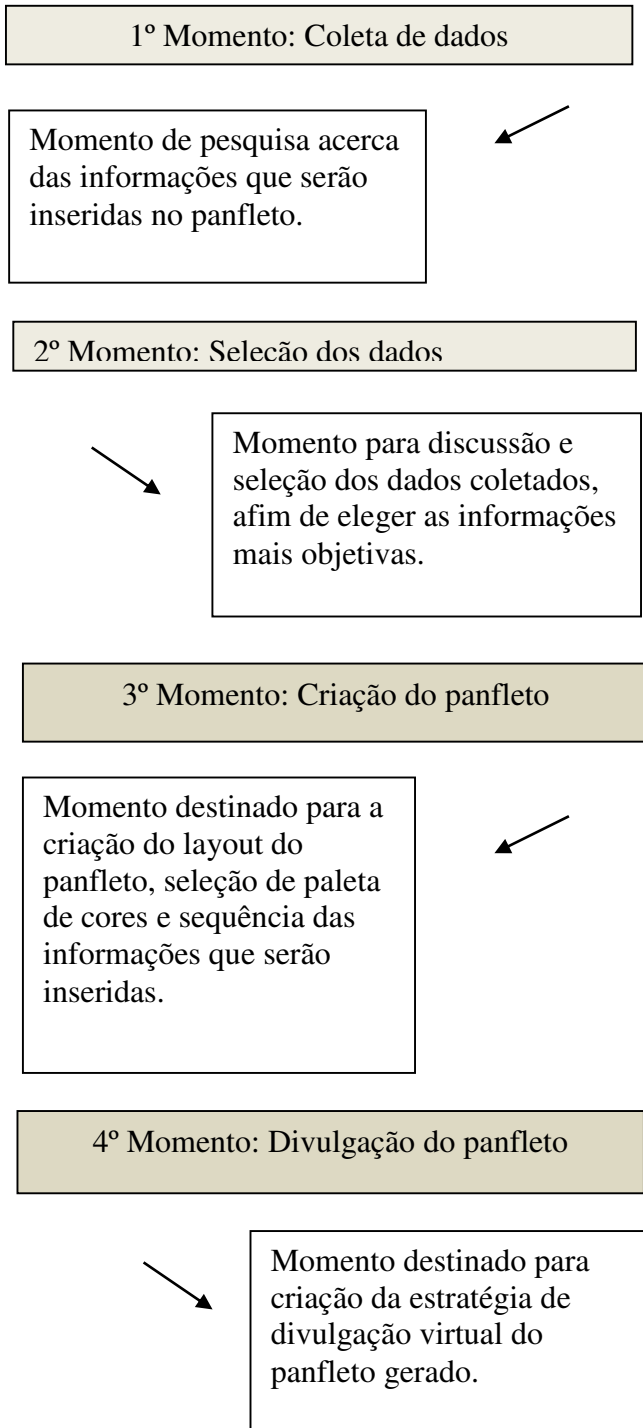 1º Momento: Coleta de dados
Momento de pesquisa acerca
das informações que serão
inseridas no panfleto.
2º Momento: Seleção dos dados
Momento para discussão e
seleção dos dados coletados,
afim de eleger as informações
mais objetivas.
3º Momento: Criação do panfleto
Momento destinado para a
criação do layout do
panfleto, seleção de paleta
de cores e sequência das
informações que serão
inseridas.
4º Momento: Divulgação do panfleto
Momento destinado para
criação da estratégia de
divulgação virtual do
panfleto gerado.